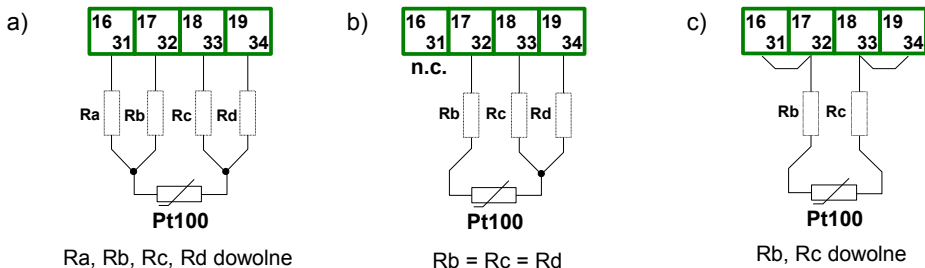 a)
16 17 18 19
31 32 33 34
Ra Rb Rc Rd
Pt100
Ra, Rb, Rc, Rd dowolne
b)
16 17 18 19
31 32 33 34
n.c.
Rb Rc Rd
Pt100
Rb = Rc = Rd
c)
16 17 18 19
31 32 33 34
Rb Rc
Pt100
Rb, Rc dowolne